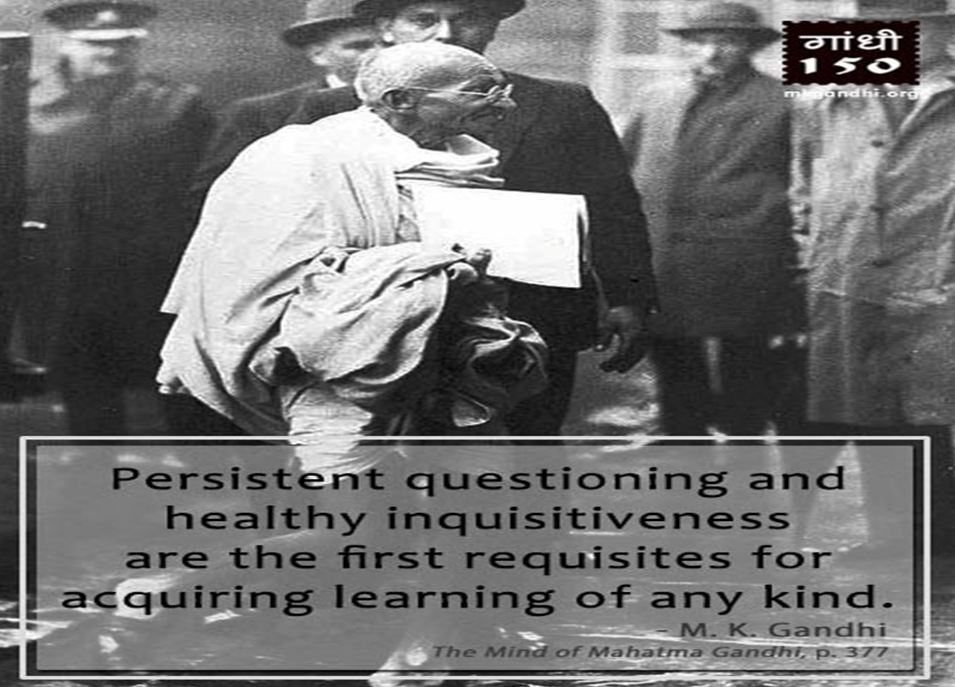 गांधी
150
mkgandhi.org
Persistent questioning and
healthy inquisitiveness
are the first requisites for
acquiring learning of any kind.
- M. K. Gandhi
The Mind of Mahatma Gandhi, p. 377